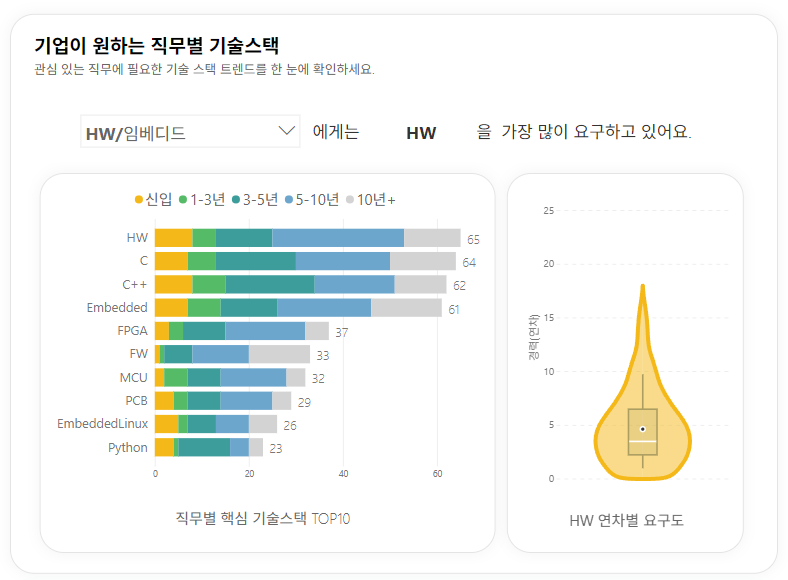 기업이 원하는 직무별 기술스택
관심 있는 직무에 필요한 기술 스택 트렌드를 한 눈에 확인하세요.
HW/임베디드 에게는 HW 을 가장 많이 요구하고 있어요.
신입 1-3년 3-5년 5-10년 10년+
HW 65
C 64
C++ 62
Embedded 61
FPGA 37
FW 33
MCU 32
PCB 29
EmbeddedLinux 26
Python 23
0 20 40 60
직무별 핵심 기술스택 TOP10
경력(연차)
25
20
15
10
5
0
HW 연차별 요구도